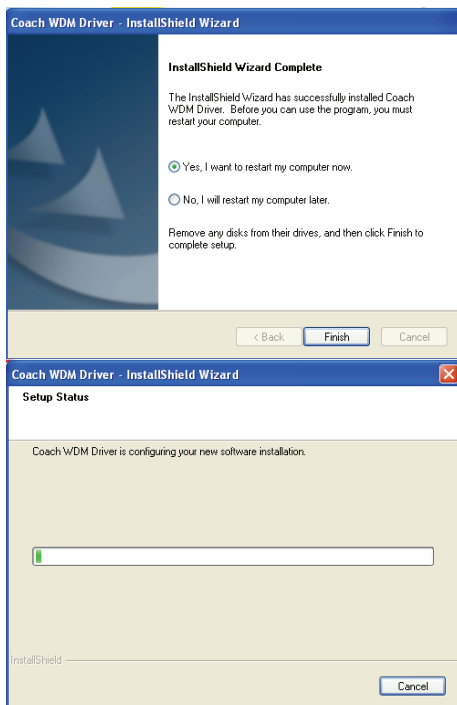 Coach WDM Driver - InstallShield Wizard
InstallShield Wizard Complete
The InstallShield Wizard has successfully installed Coach
WDM Driver. Before you can use the program, you must
restart your computer.
Yes, I want to restart my computer now.
No, I will restart my computer later.
Remove any disks from their drives, and then click Finish to
complete setup.
< Back Finish Cancel
Coach WDM Driver - InstallShield Wizard
Setup Status
Coach WDM Driver is configuring your new software installation.
InstallShield
Cancel